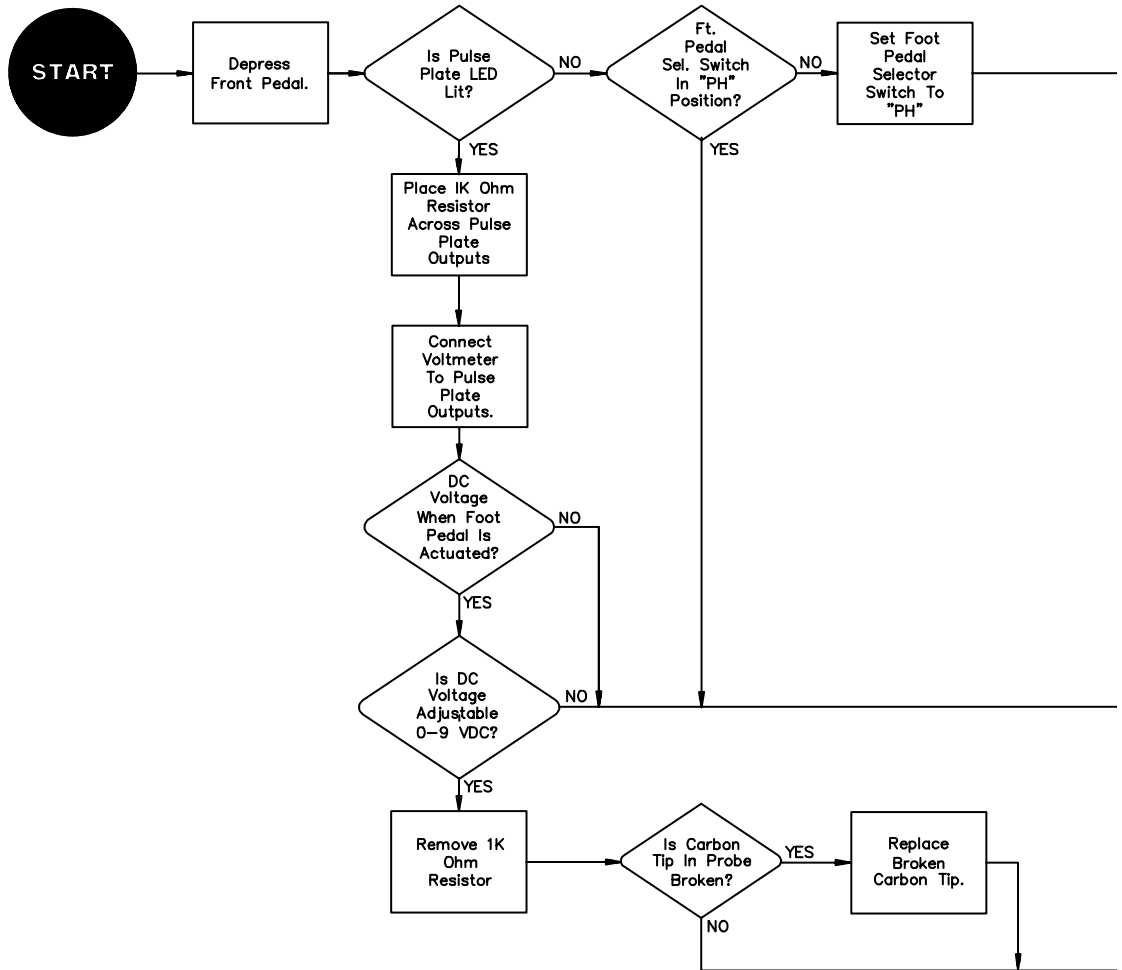 START
Depress
Front Pedal.
Is Pulse
Plate LED
Lit?
NO
YES
Ft.
Pedal
Sel. Switch
In "PH"
Position?
NO
YES
Set Foot
Pedal
Selector
Switch To
"PH"
Place 1K Ohm
Resistor
Across Pulse
Plate
Outputs
Connect
Voltmeter
To Pulse
Plate
Outputs.
DC
Voltage
When Foot
Pedal Is
Actuated?
NO
YES
Is DC
Voltage
Adjustable
0-9 VDC?
NO
YES
Remove 1K
Ohm
Resistor
Is Carbon
Tip In Probe
Broken?
YES
NO
Replace
Broken
Carbon Tip.